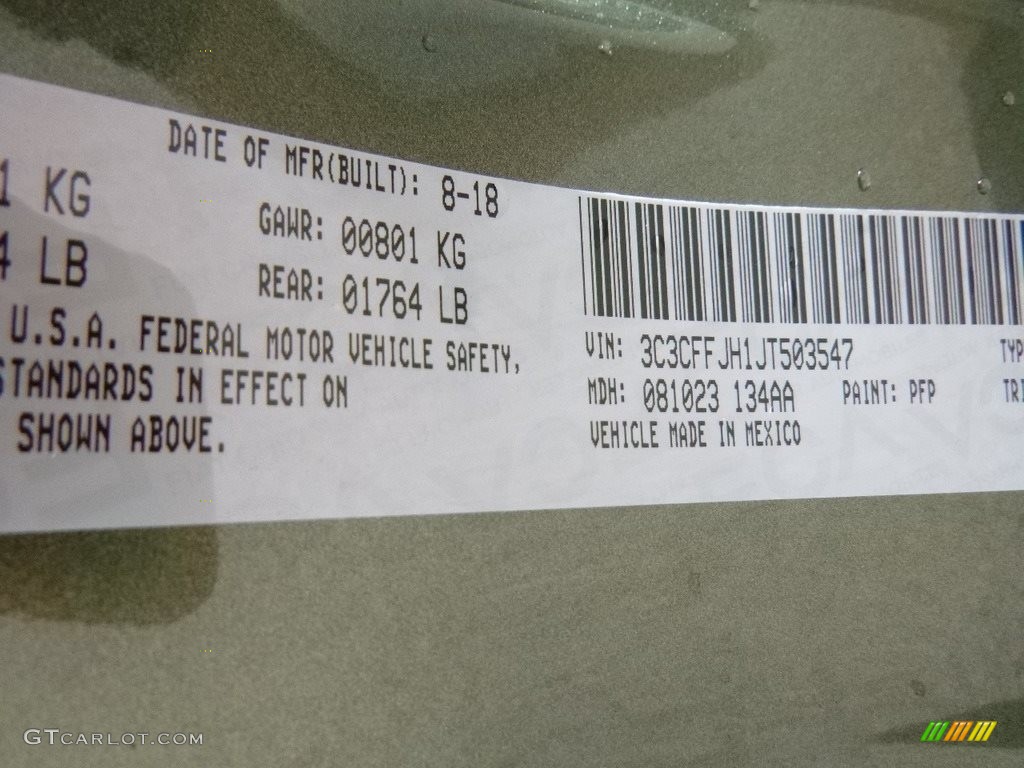 DATE OF MFR(BUILT): 8-18
1 KG GAWR: 00801 KG
4 LB REAR: 01764 LB
U.S.A. FEDERAL MOTOR VEHICLE SAFETY,
STANDARDS IN EFFECT ON
SHOWN ABOVE.
VIN: 3C3CFFJH1JT503547 TYP
MDH: 081023 134AA PAINT: PFP TRI
VEHICLE MADE IN MEXICO
GTCARLOT.COM